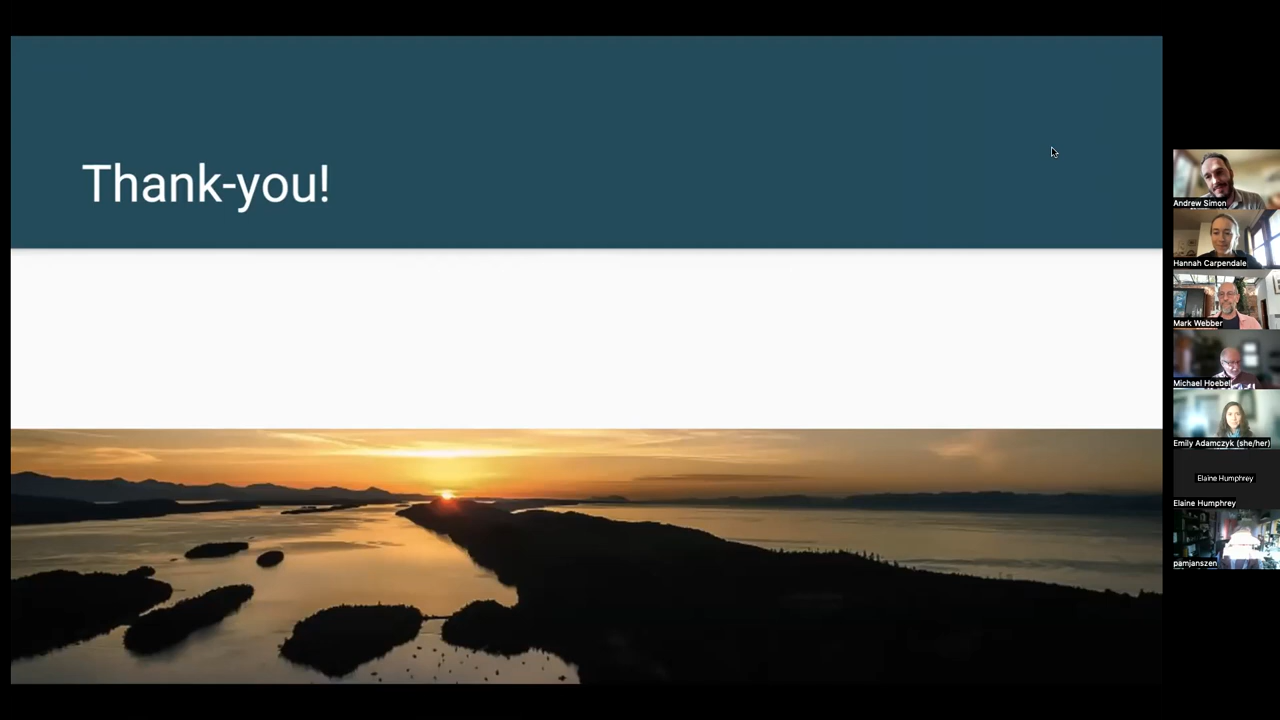 Thank-you!
Andrew Simon
Hannah Carpendale
Mark Webber
Michael Hoebel
Emily Adamczyk (she/her)
Elaine Humphrey
Elaine Humphrey
pamjanszen